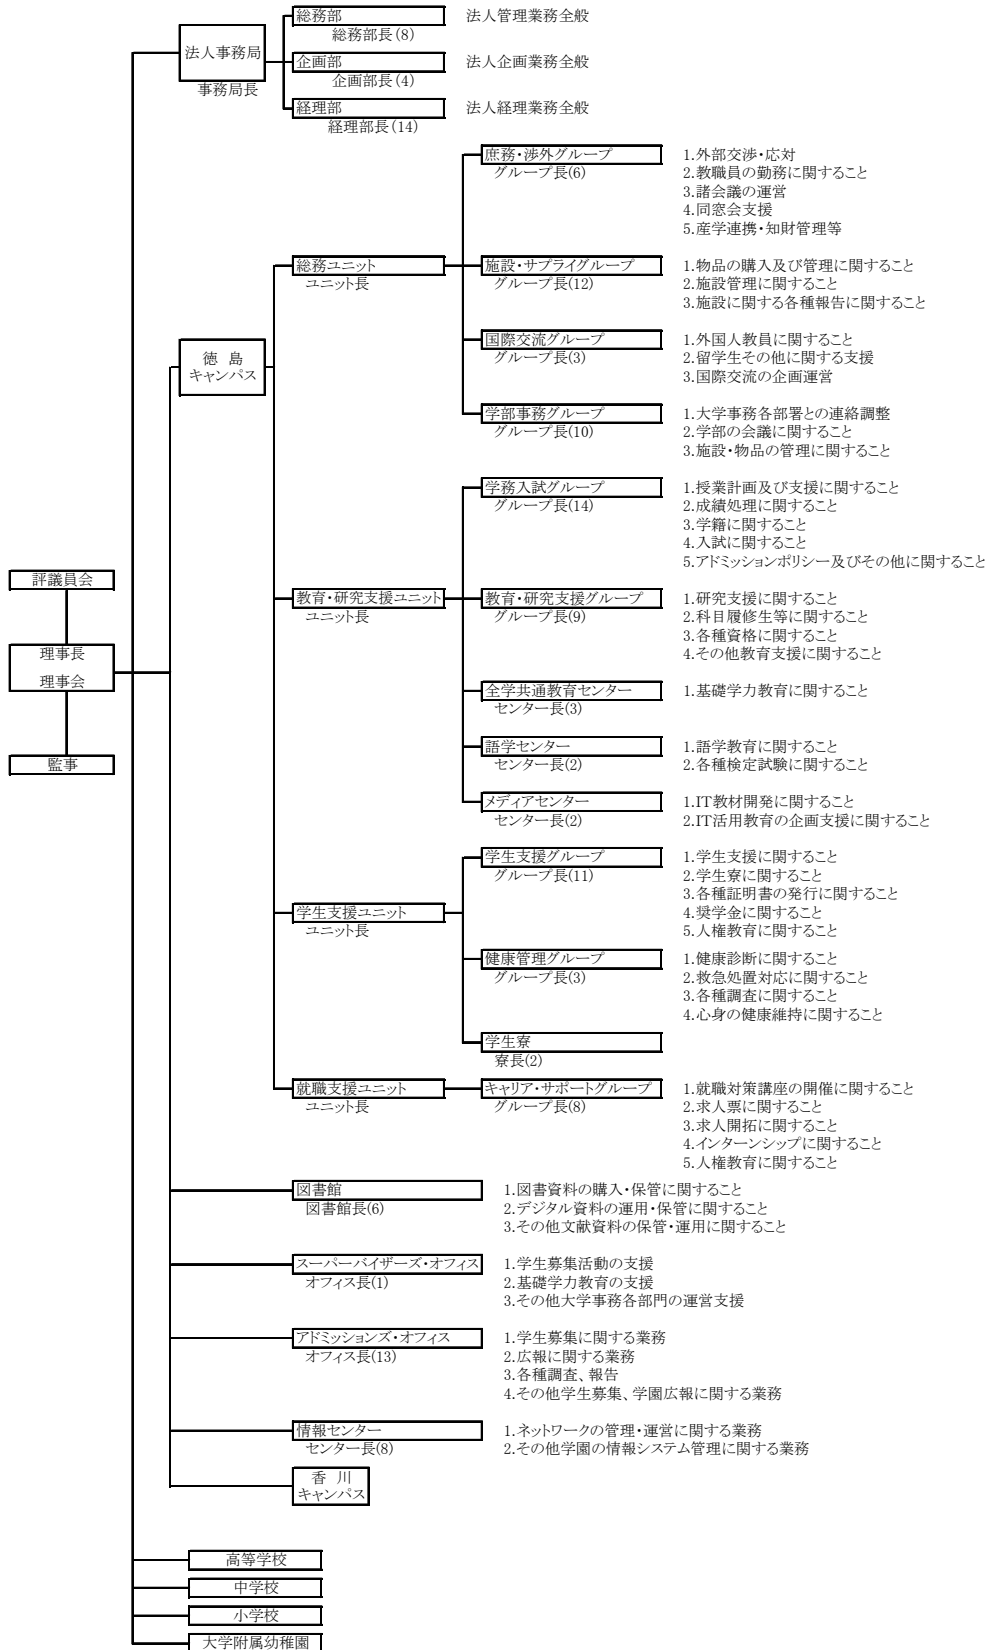 総務部
法人管理業務全般
総務部長(8)
法人事務局
事務局長
企画部
法人企画業務全般
企画部長(4)
経理部
法人経理業務全般
経理部長(14)
庶務・渉外グループ
グループ長(6)
1.外部交渉・応対
2.教職員の勤務に関すること
3.諸会議の運営
4.同窓会支援
5.産学連携・知財管理等
総務ユニット
ユニット長
施設・サプライグループ
グループ長(12)
1.物品の購入及び管理に関すること
2.施設管理に関すること
3.施設に関する各種報告に関すること
国際交流グループ
グループ長(3)
1.外国人教員に関すること
2.留学生その他に関する支援
3.国際交流の企画運営
徳 島
キャンパス
学部事務グループ
グループ長(10)
1.大学事務各部署との連絡調整
2.学部の会議に関すること
3.施設・物品の管理に関すること
学務入試グループ
グループ長(14)
1.授業計画及び支援に関すること
2.成績処理に関すること
3.学籍に関すること
4.入試に関すること
5.アドミッションポリシー及びその他に関すること
評議員会
理事長
理事会
監事
教育・研究支援ユニット
ユニット長
教育・研究支援グループ
グループ長(9)
1.研究支援に関すること
2.科目履修生等に関すること
3.各種資格に関すること
4.その他教育支援に関すること
全学共通教育センター
センター長(3)
1.基礎学力教育に関すること
語学センター
センター長(2)
1.語学教育に関すること
2.各種検定試験に関すること
メディアセンター
センター長(2)
1.IT教材開発に関すること
2.IT活用教育の企画支援に関すること
学生支援グループ
グループ長(11)
1.学生支援に関すること
2.学生寮に関すること
3.各種証明書の発行に関すること
4.奨学金に関すること
5.人権教育に関すること
学生支援ユニット
ユニット長
健康管理グループ
グループ長(3)
1.健康診断に関すること
2.救急処置対応に関すること
3.各種調査に関すること
4.心身の健康維持に関すること
学生寮
寮長(2)
就職支援ユニット
ユニット長
キャリア・サポートグループ
グループ長(8)
1.就職対策講座の開催に関すること
2.求人票に関すること
3.求人開拓に関すること
4.インターンシップに関すること
5.人権教育に関すること
図書館
図書館長(6)
1.図書資料の購入・保管に関すること
2.デジタル資料の運用・保管に関すること
3.その他文献資料の保管・運用に関すること
スーパーバイザーズ・オフィス
オフィス長(1)
1.学生募集活動の支援
2.基礎学力教育の支援
3.その他大学事務各部門の運営支援
アドミッションズ・オフィス
オフィス長(13)
1.学生募集に関する業務
2.広報に関する業務
3.各種調査、報告
4.その他学生募集、学園広報に関する業務
情報センター
センター長(8)
1.ネットワークの管理・運営に関する業務
2.その他学園の情報システム管理に関する業務
香 川
キャンパス
高等学校
中学校
小学校
大学附属幼稚園